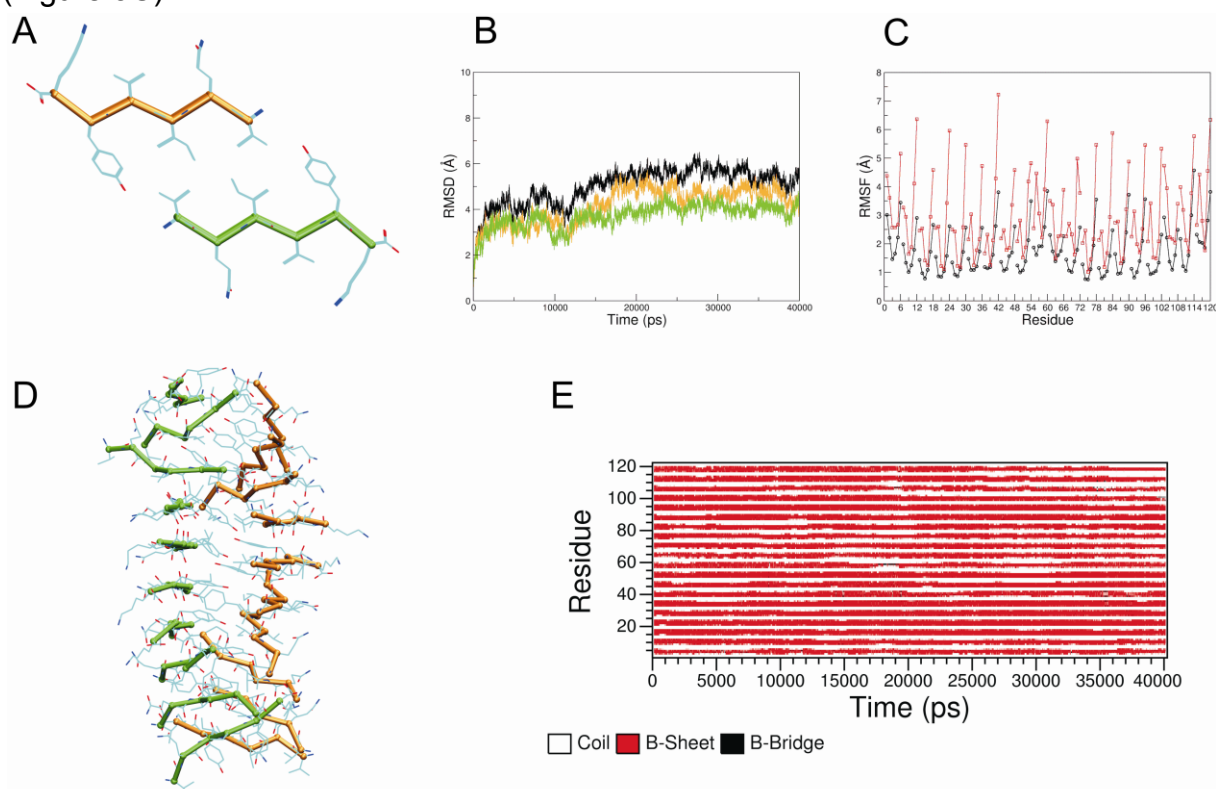 (Figure
A
B
C
10
8
6
4
2
0
RMSD (Å)
0 10000 20000 30000 40000
Time (ps)
8
7
6
5
4
3
2
1
0
RMSF (Å)
0 6 12 18 24 30 36 42 48 54 60 66 72 78 84 90 96 102 108 114 120
Residue
D
E
120
100
80
60
40
20
Residue
0 5000 10000 15000 20000 25000 30000 35000 40000
Time (ps)
Coil B-Sheet B-Bridge